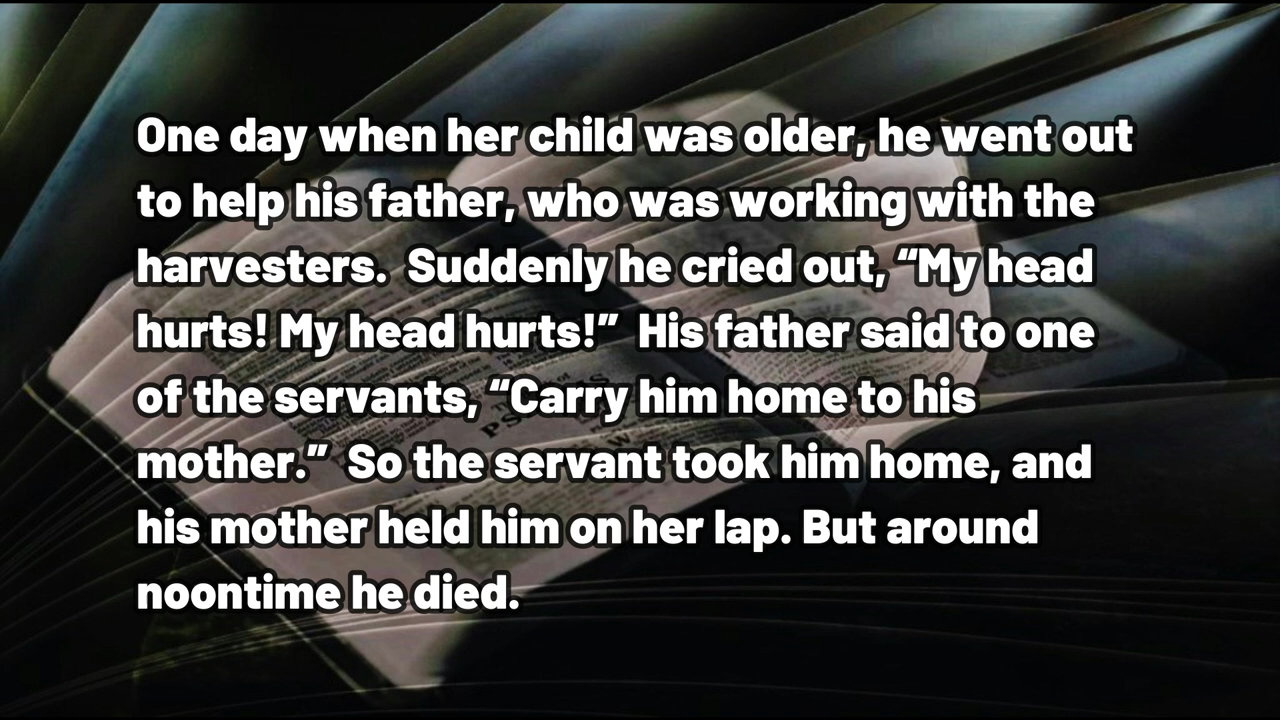 One day when her child was older, he went out
to help his father, who was working with the
harvesters.  Suddenly he cried out, “My head
hurts! My head hurts!”  His father said to one
of the servants, “Carry him home to his
mother.”  So the servant took him home, and
his mother held him on her lap. But around
noontime he died.